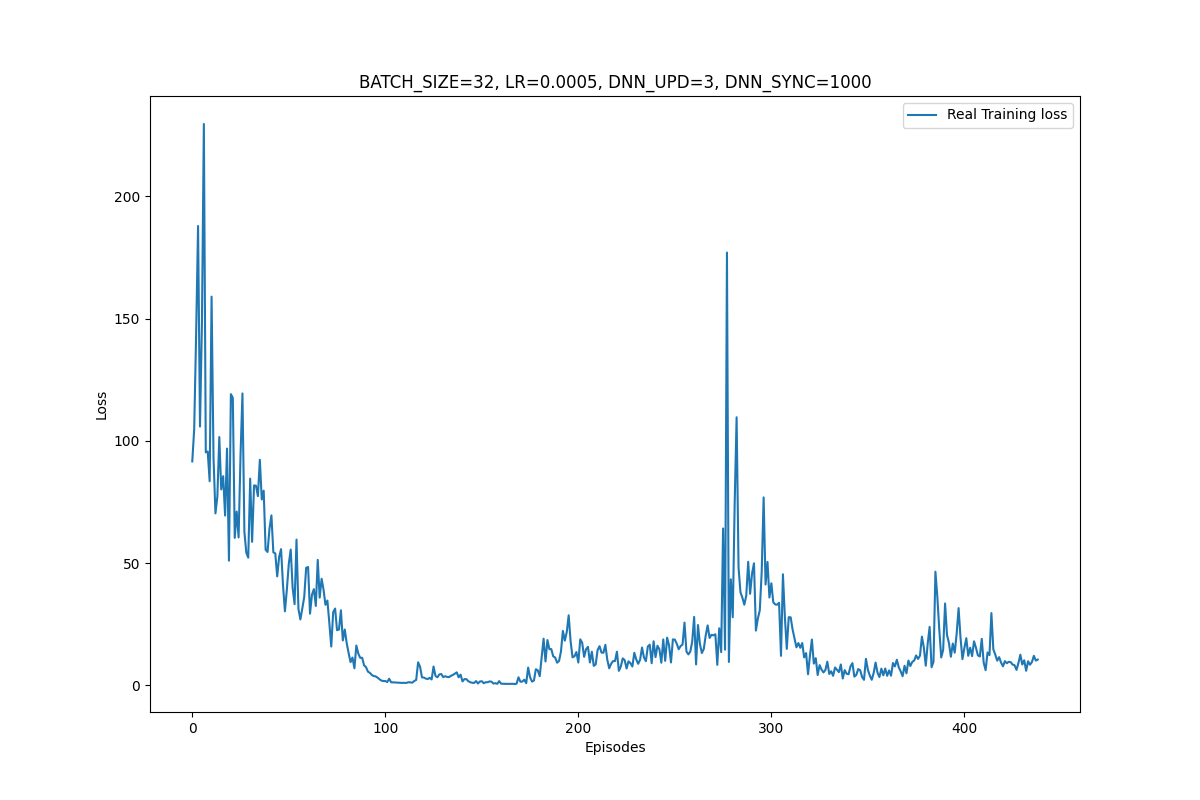 BATCH_SIZE=32, LR=0.0005, DNN_UPD=3, DNN_SYNC=1000
Real Training loss
200
150
100
50
0
Loss
0 100 200 300 400
Episodes